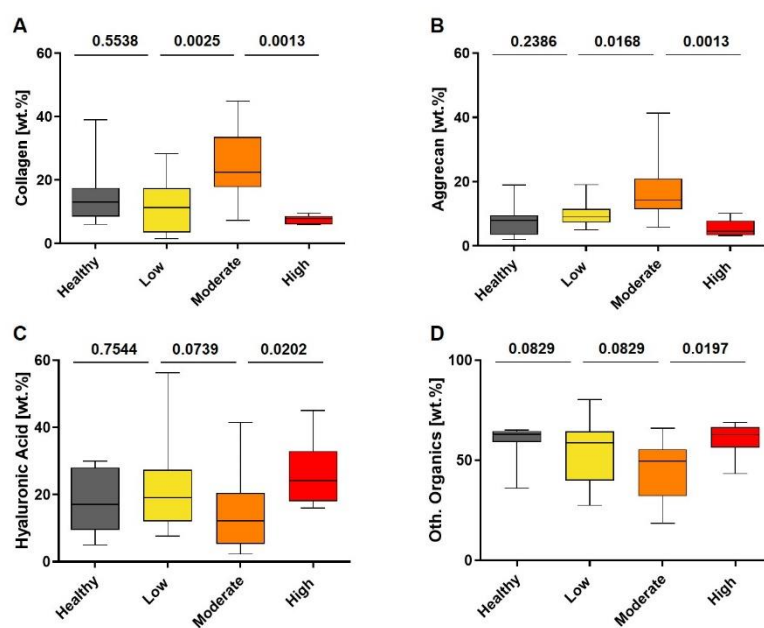 A
0.5538 0.0025 0.0013
60
40
20
0
Collagen [wt.%]
Healthy Low Moderate High
B
0.2386 0.0168 0.0013
60
40
20
0
Aggrecan [wt.%]
Healthy Low Moderate High
C
0.7544 0.0739 0.0202
60
40
20
0
Hyaluronic Acid [wt.%]
Healthy Low Moderate High
D
0.0829 0.0829 0.0197
100
50
0
Oth. Organics [wt.%]
Healthy Low Moderate High